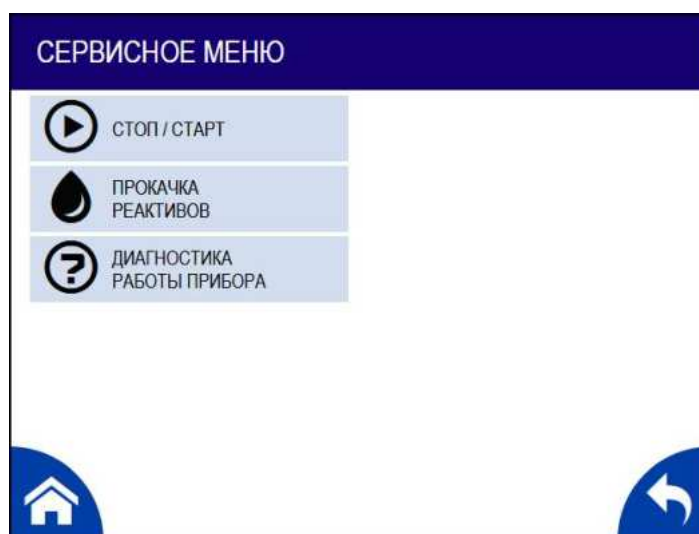 СЕРВИСНОЕ МЕНЮ
СТОП / СТАРТ
ПРОКАЧКА
РЕАКТИВОВ
ДИАГНОСТИКА
РАБОТЫ ПРИБОРА